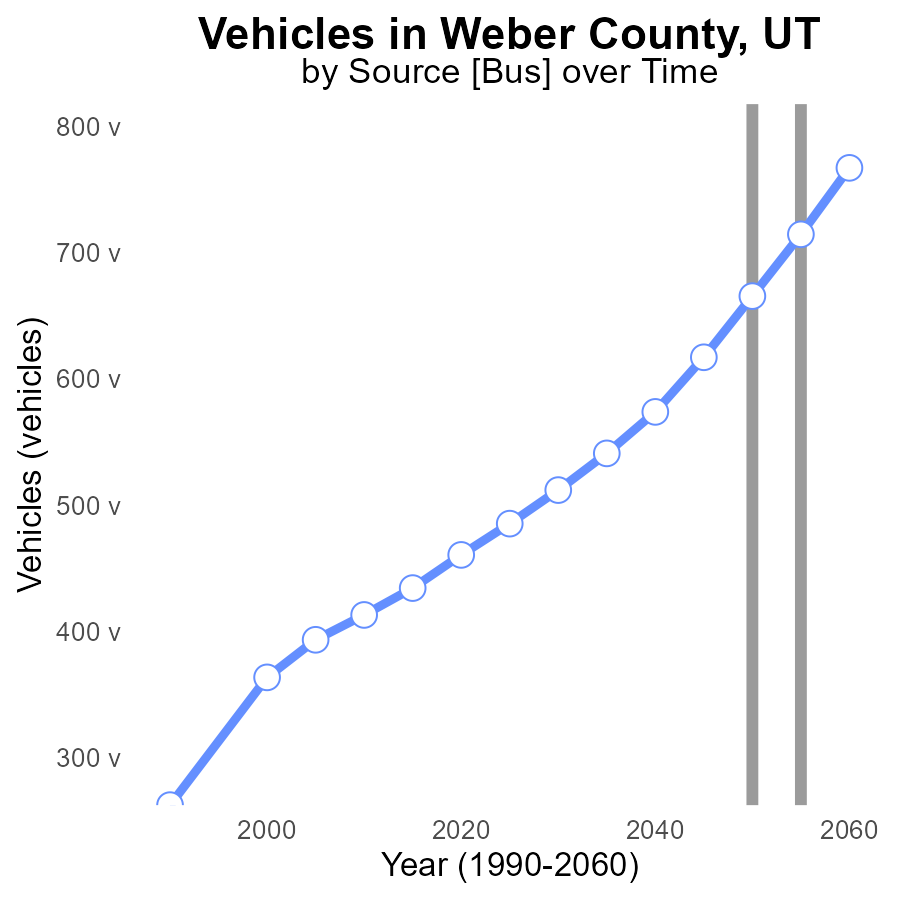 Vehicles in Weber County, UT
by Source [Bus] over Time
800 v
700 v
600 v
500 v
400 v
300 v
Vehicles (vehicles)
2000 2020 2040 2060
Year (1990-2060)